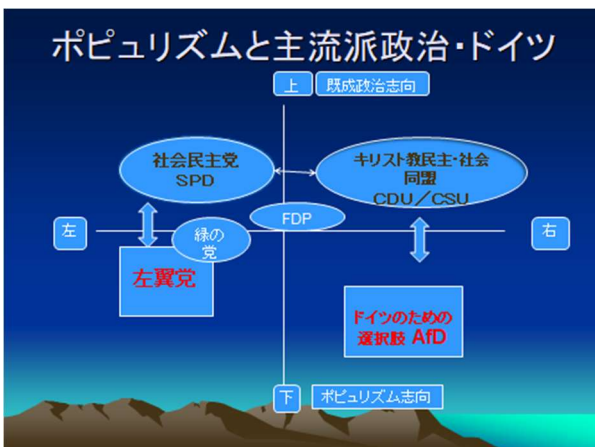 ポピュリズムと主流派政治・ドイツ
上
既成政治志向
社会民主党
SPD
キリスト教民主・社会
同盟
CDU／CSU
FDP
左
緑の
党
右
左翼党
ドイツのための
選択肢 AfD
下
ポピュリズム志向